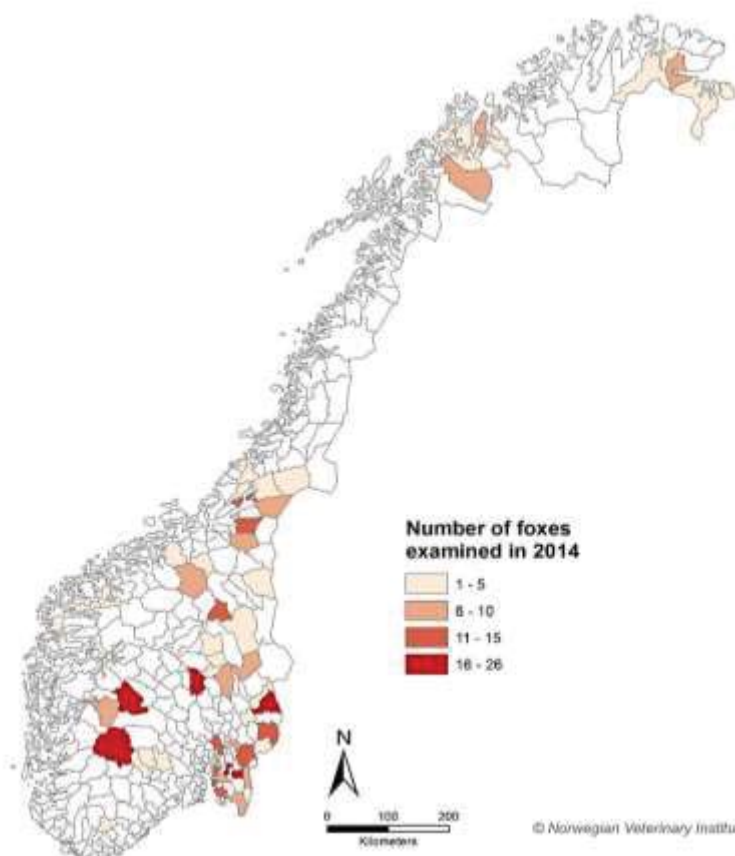 Number of foxes
examined in 2014
1 - 5
6 - 10
11 - 15
16 - 26
N
0 100 200
Kilometers
© Norwegian Veterinary Institu